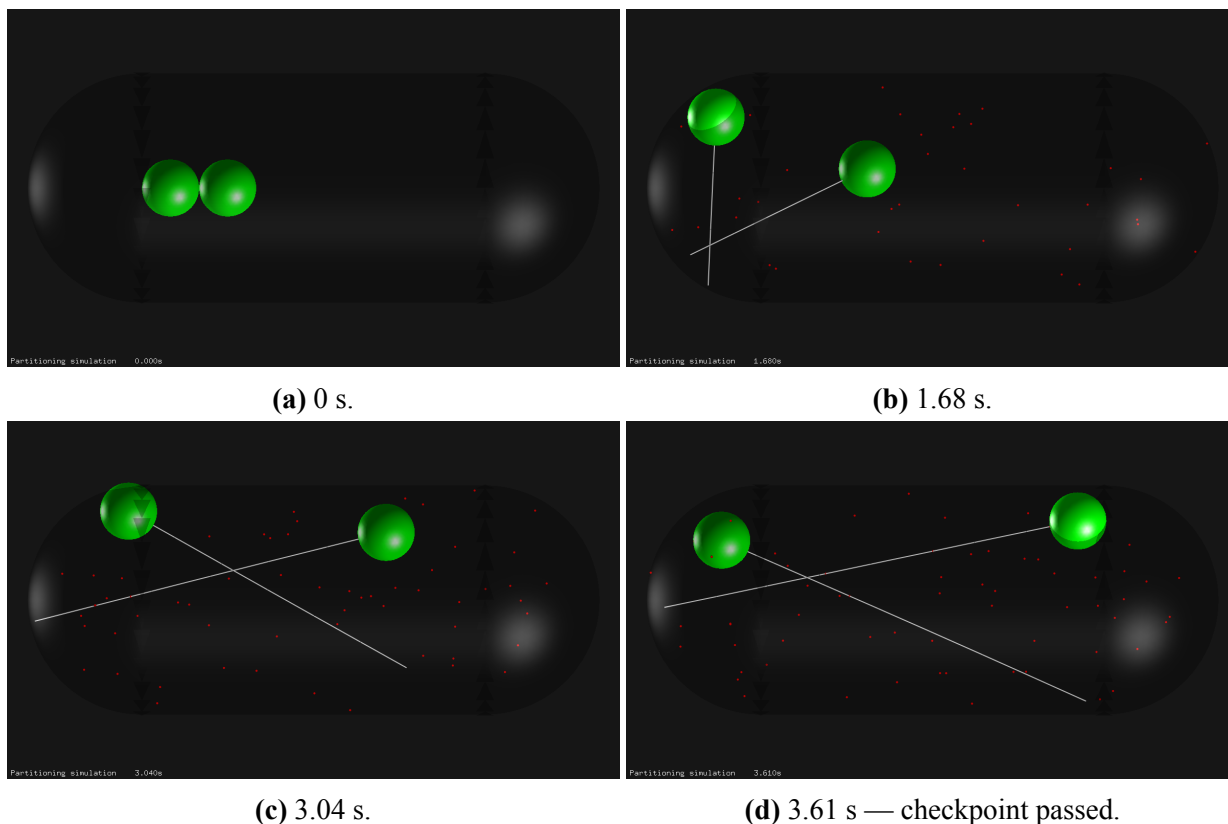 Partitioning simulation 0.000s
Partitioning simulation 1.680s
(a) 0 s.
(b) 1.68 s.
Partitioning simulation 3.040s
Partitioning simulation 3.610s
(c) 3.04 s.
(d) 3.61 s — checkpoint passed.